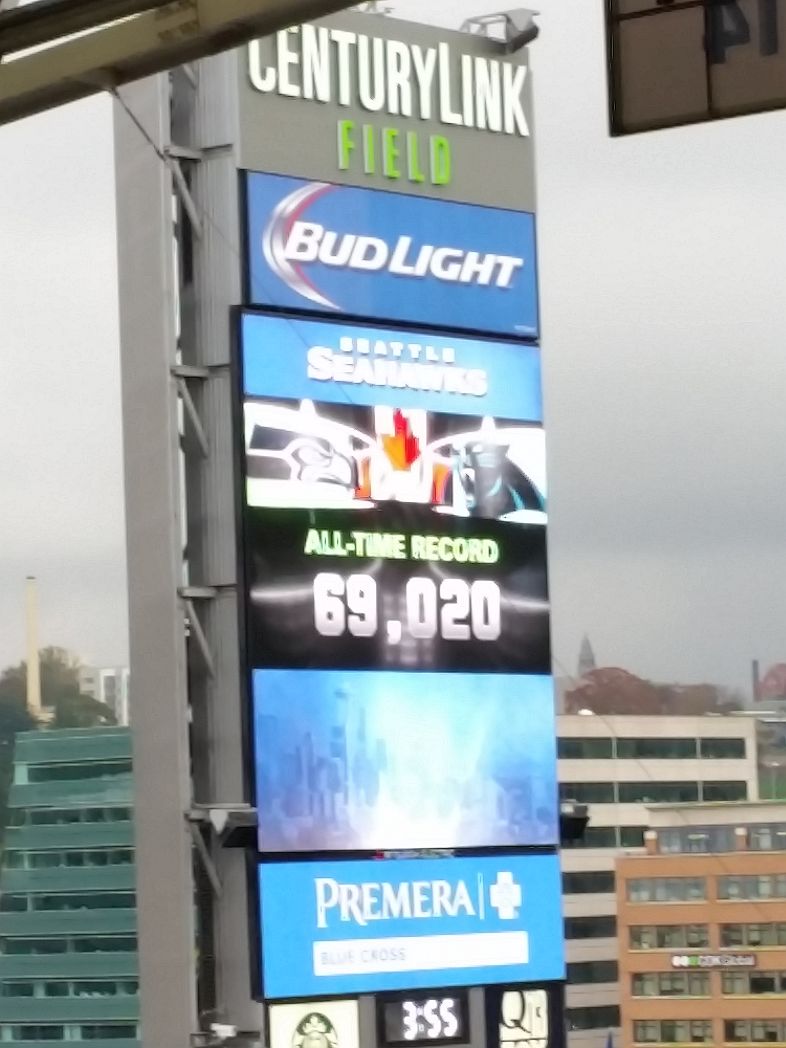 CENTURYLINK
FIELD
BUD LIGHT
SEATTLE
SEAHAWKS
ALL-TIME RECORD
69,020
PREMERA
BLUE CROSS
3:55